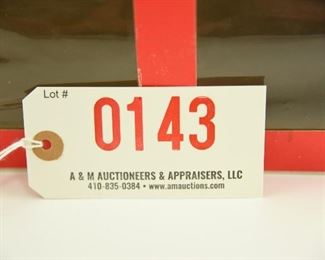 Lot #
0143
A & M AUCTIONEERS & APPRAISERS, LLC
410-835-0384 • www.amauctions.com